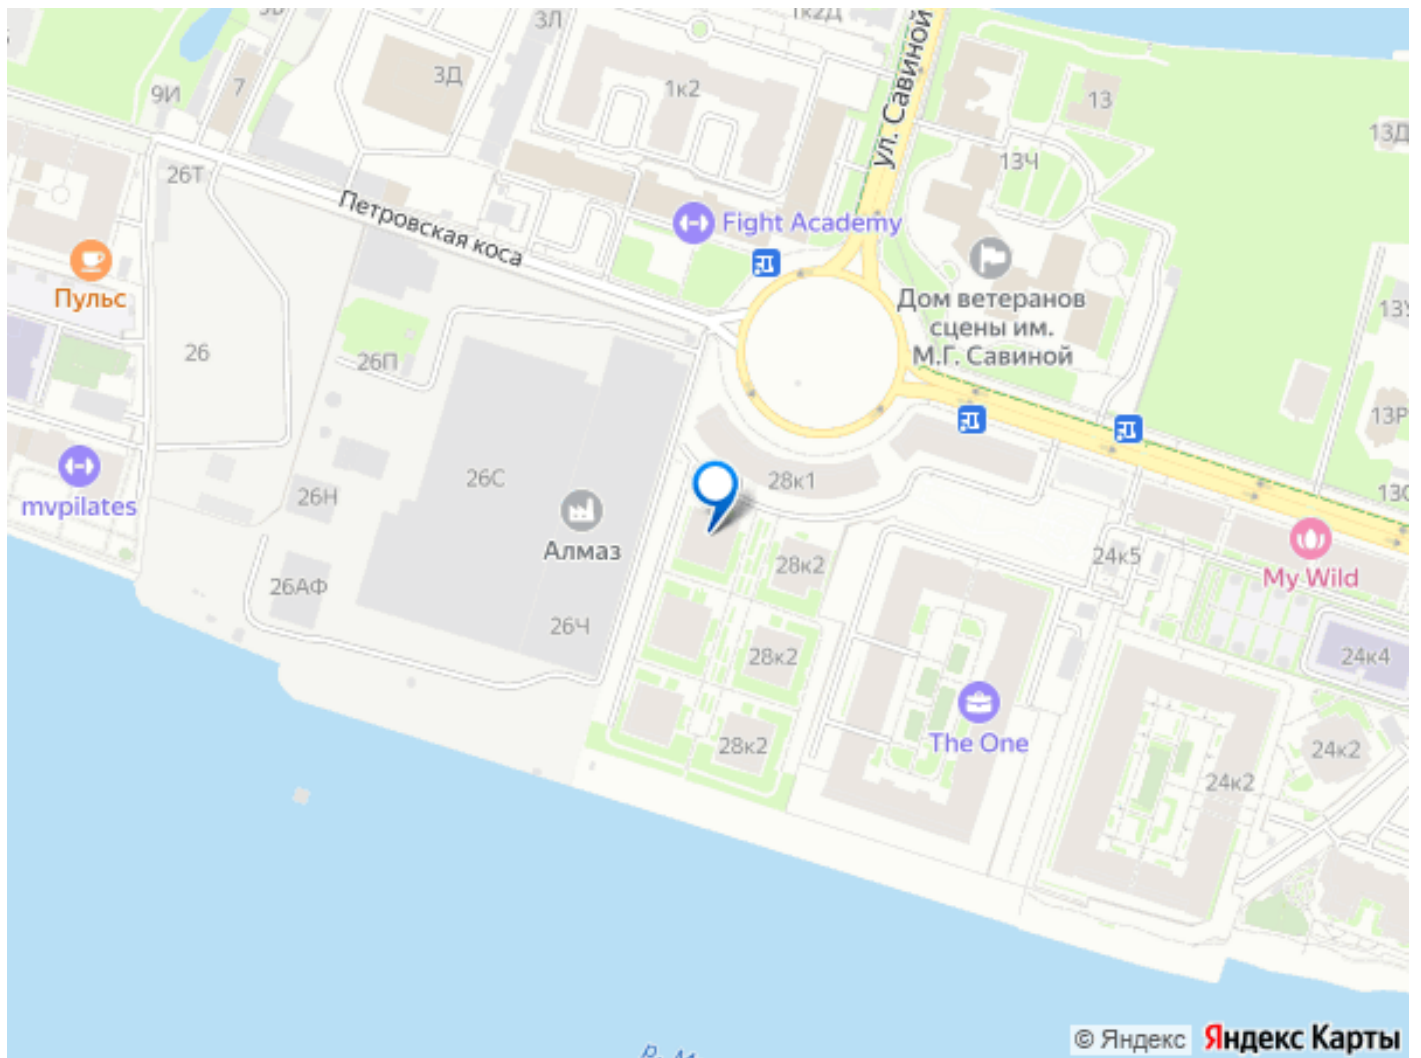 1к2Д
ул. Савиной
3Л
3Д
1к2
9И
7
13
13Д
13Ч
26Т
Петровская коса
Fight Academy
Дом ветеранов
сцены им.
М.Г. Савиной
Пульс
26
26П
13Р
26С
28к1
mvpilates
26Н
Алмаз
28к2
24к5
My Wild
26АФ
26Ч
28к2
24к4
28к2
The One
24к2
24к2
© Яндекс Яндекс Карты